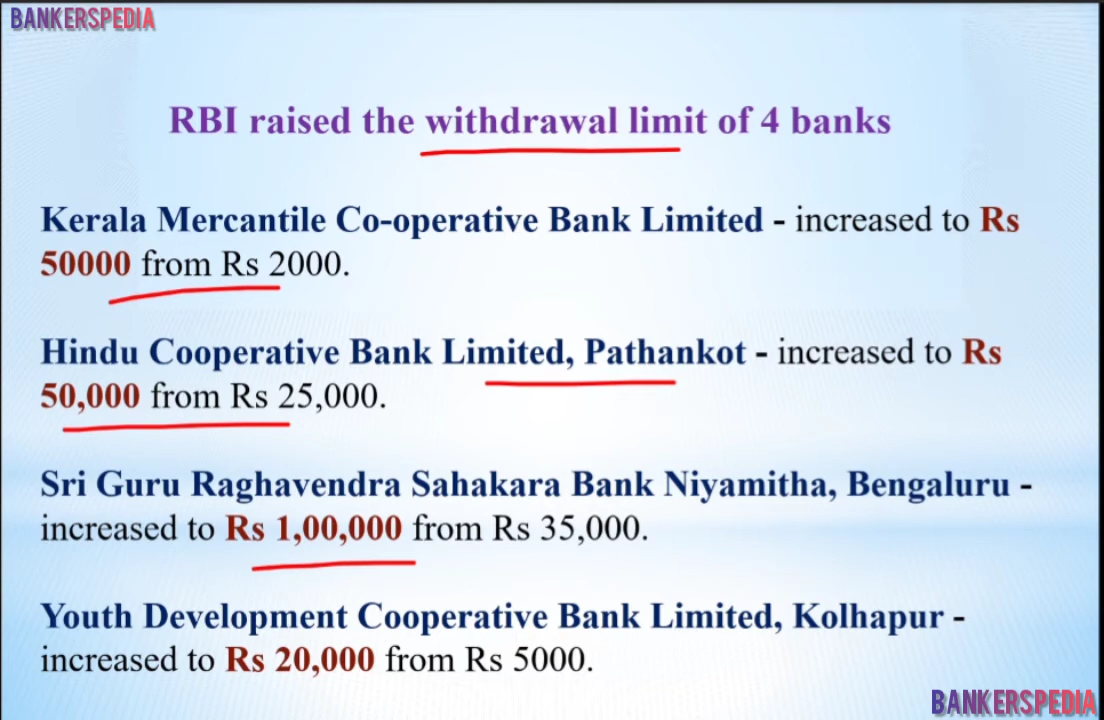 BANKERSPEDIA
RBI raised the withdrawal limit of 4 banks
Kerala Mercantile Co-operative Bank Limited - increased to Rs
50000 from Rs 2000.
Hindu Cooperative Bank Limited, Pathankot - increased to Rs
50,000 from Rs 25,000.
Sri Guru Raghavendra Sahakara Bank Niyamitha, Bengaluru -
increased to Rs 1,00,000 from Rs 35,000.
Youth Development Cooperative Bank Limited, Kolhapur -
increased to Rs 20,000 from Rs 5000.
BANKERSPEDIA